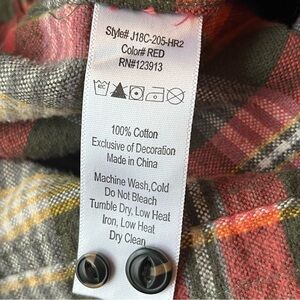 Style# J18C-205-HR2
Color# RED
RN#123913
100% Cotton
Exclusive of Decoration
Made in China
Machine Wash,Cold
Do Not Bleach
Tumble Dry, Low Heat
Iron, Low Heat
Dry Clean